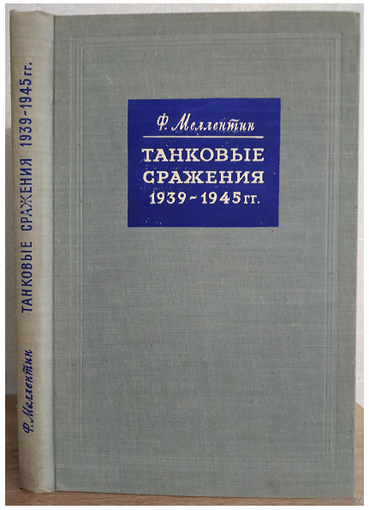 Ф. Меллентин
ТАНКОВЫЕ
СРАЖЕНИЯ
1939-1945 гг.
Ф. Меллентин ТАНКОВЫЕ СРАЖЕНИЯ 1939-1945 гг.